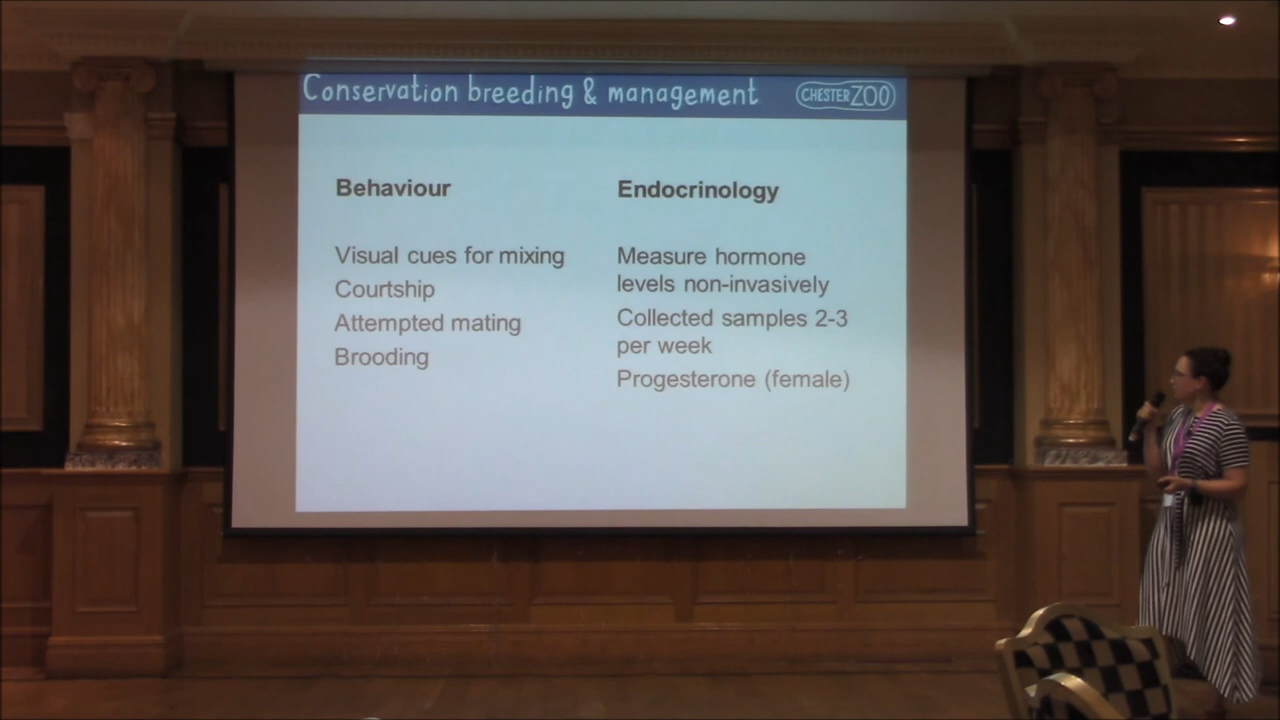 Conservation breeding & management
CHESTER ZOO
Behaviour
Visual cues for mixing
Courtship
Attempted mating
Brooding
Endocrinology
Measure hormone
levels non-invasively
Collected samples 2-3
per week
Progesterone (female)